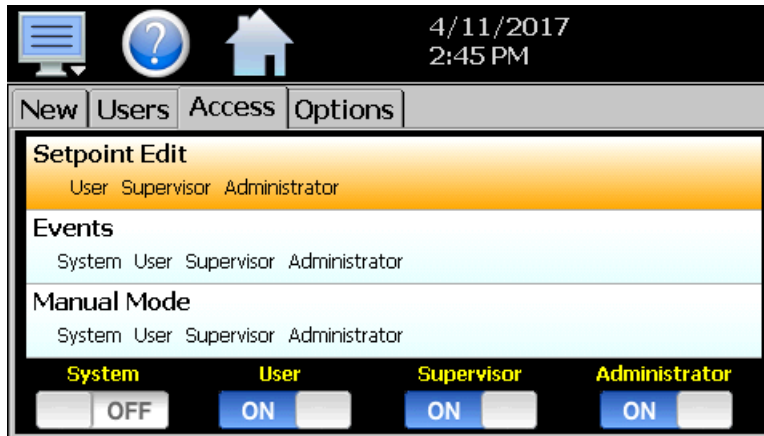 4/11/2017
2:45 PM
New Users Access Options
Setpoint Edit
User Supervisor Administrator
Events
System User Supervisor Administrator
Manual Mode
System User Supervisor Administrator
System User Supervisor Administrator
OFF ON ON ON